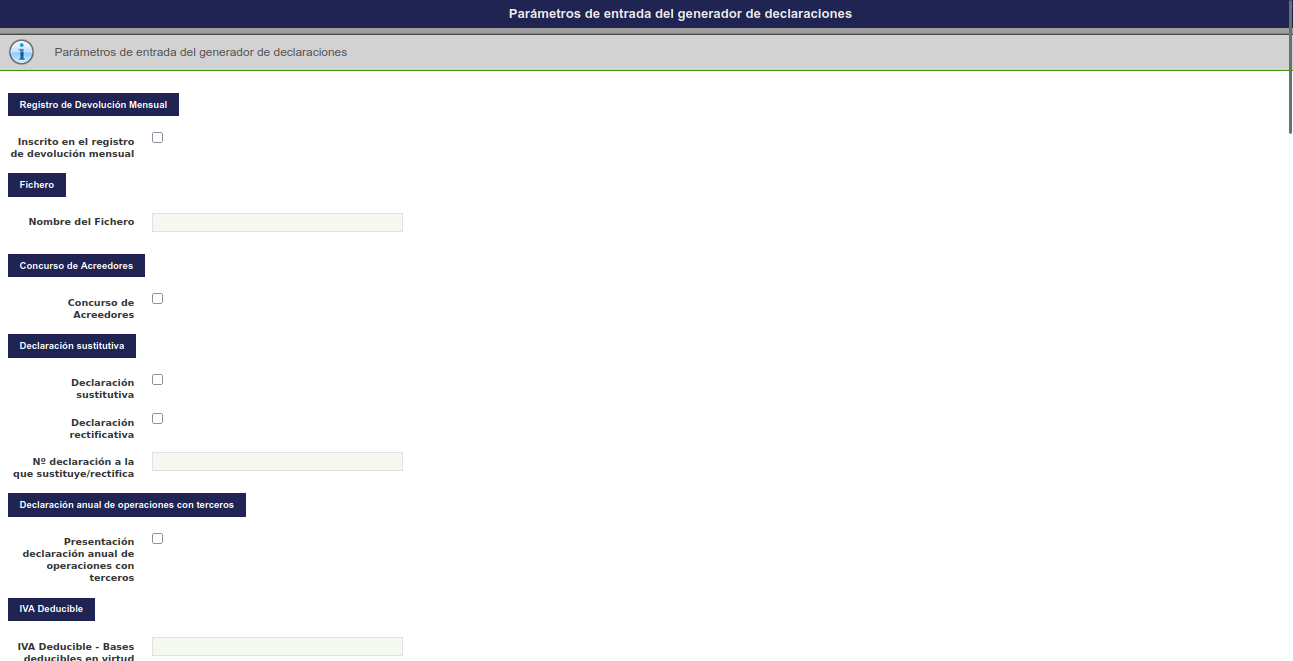 Parámetros de entrada del generador de declaraciones
Parámetros de entrada del generador de declaraciones
Registro de Devolución Mensual
Inscrito en el registro
de devolución mensual
Fichero
Nombre del Fichero
Concurso de Acreedores
Concurso de
Acreedores
Declaración sustitutiva
Declaración
sustitutiva
Declaración
rectificativa
Nº declaración a la
que sustituye/rectifica
Declaración anual de operaciones con terceros
Presentación
declaración anual de
operaciones con
terceros
IVA Deducible
IVA Deducible - Bases
deducibles en virtud